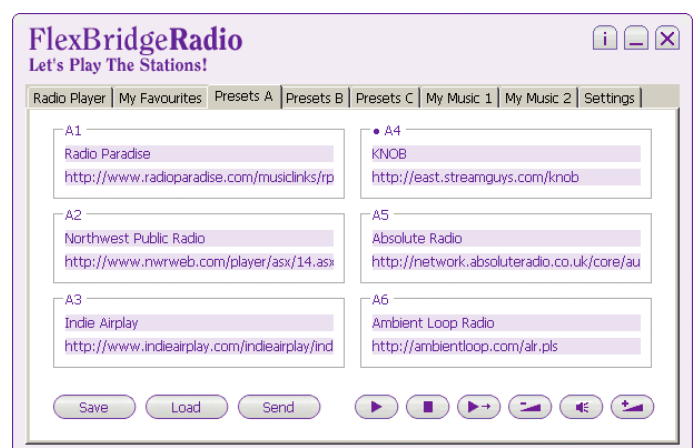 FlexBridgeRadio
Let's Play The Stations!
Radio Player My Favourites Presets A Presets B Presets C My Music 1 My Music 2 Settings
A1
Radio Paradise
http://www.radioparadise.com/musiclinks/rp
A2
Northwest Public Radio
http://www.nwrweb.com/player/asx/14.asx
A3
Indie Airplay
http://www.indieairplay.com/indieairplay/ind
• A4
KNOB
http://east.streamguys.com/knob
A5
Absolute Radio
http://network.absoluteradio.co.uk/core/au
A6
Ambient Loop Radio
http://ambientloop.com/alr.pls
Save Load Send